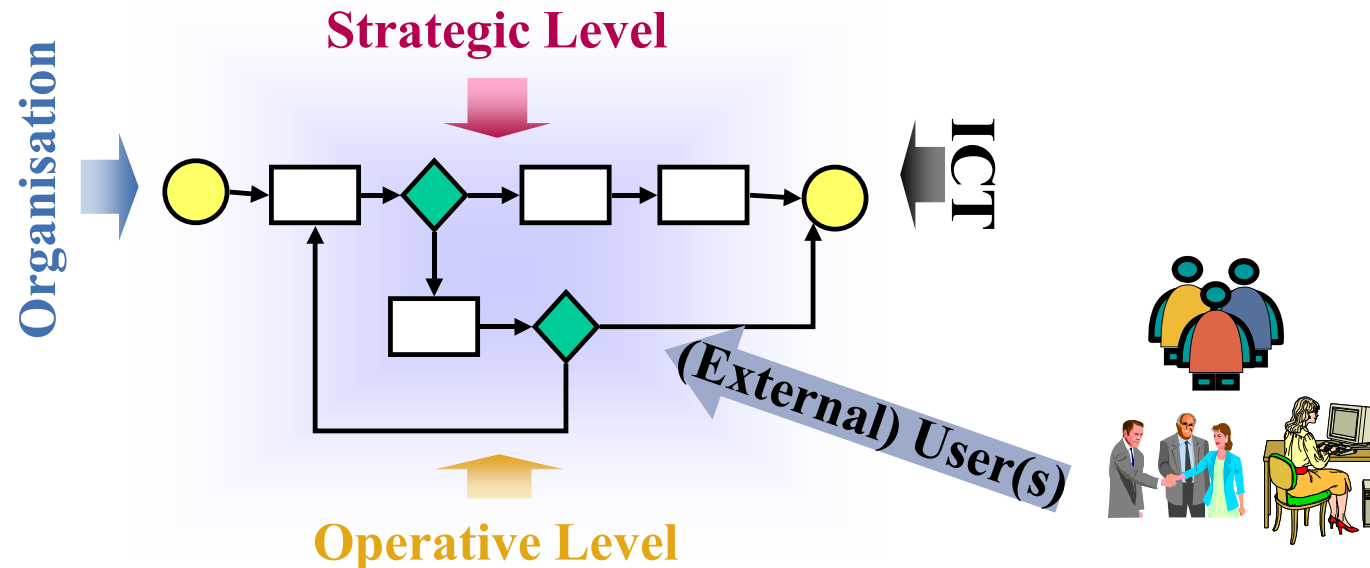 Strategic Level
Organisation
ICT
(External) User(s)
Operative Level